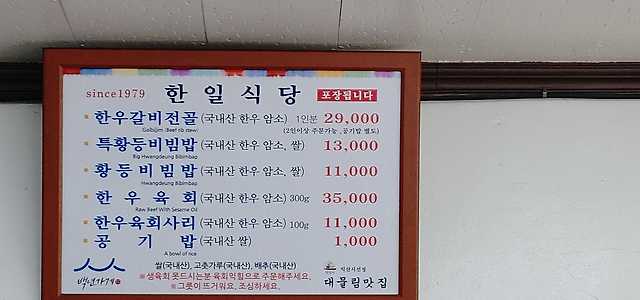 since1979 한일식당 포장됩니다
한우갈비전골 (국내산 한우 암소) 1인분 29,000
Galbijjim (Beef rib stew) (2인이상 주문가능, 공기밥 별도)
특황등비빔밥 (국내산 한우 암소, 쌀) 13,000
Big Hwangdeung Bibimbap
황등비빔밥 (국내산 한우 암소, 쌀) 11,000
Hwangdeung Bibimbap
한우육회 (국내산 한우 암소) 300g 35,000
Raw Beef With Sesame Oil
한우육회사리 (국내산 한우 암소) 100g 11,000
공기밥 (국내산 쌀) 1,000
A bowl of rice
쌀(국내산), 고춧가루(국내산), 배추(국내산)
※생육회 못드시는분 육회익힘으로 주문해주세요.
※그릇이 뜨거워요. 조심하세요.
백년가게
익산시선정
대물림맛집